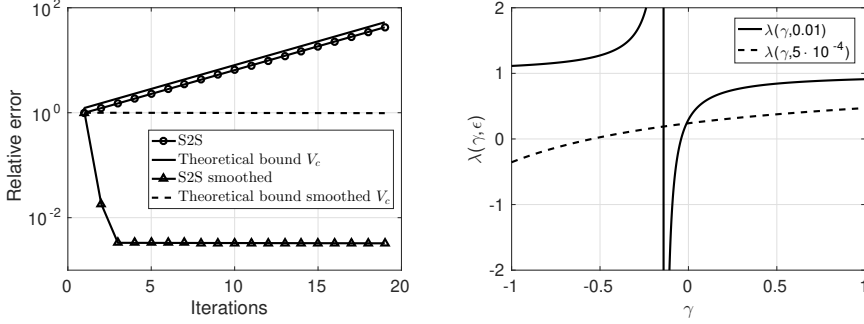 10^2
10^0
10^-2
Relative error
S2S
Theoretical bound V_c
S2S smoothed
Theoretical bound smoothed V_c
0 5 10 15 20
Iterations
2
1
0
-1
-2
λ(γ,ϵ)
λ(γ,0.01)
λ(γ,5 · 10^-4)
-1 -0.5 0 0.5 1
γ